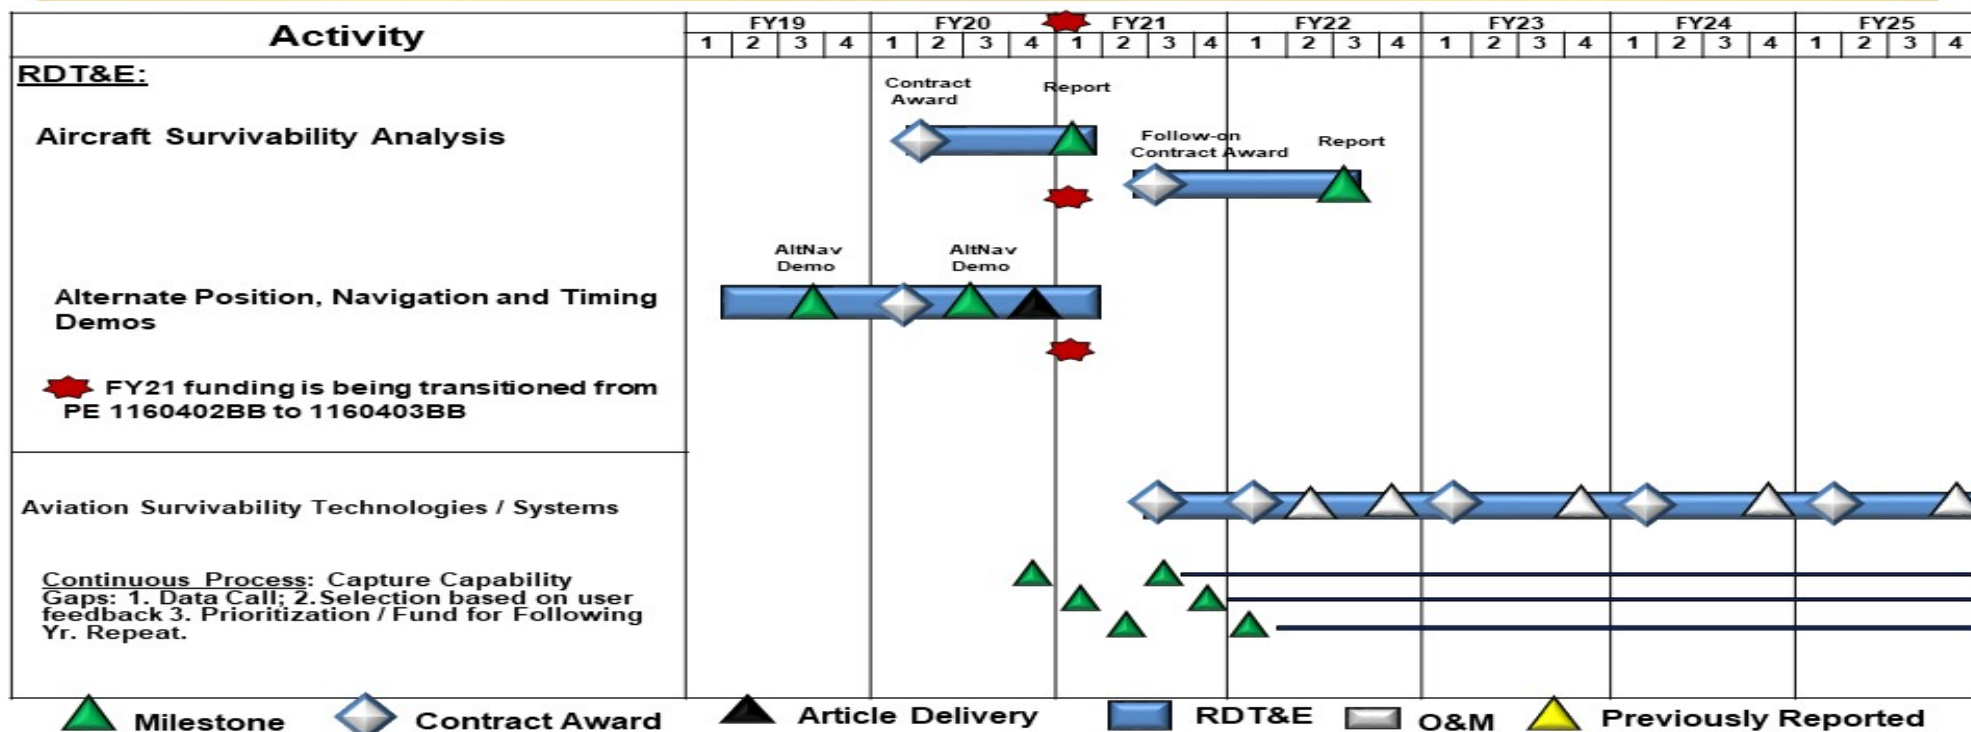 Activity
FY19 FY20 FY21 FY22 FY23 FY24 FY25
1 2 3 4 1 2 3 4 1 2 3 4 1 2 3 4 1 2 3 4 1 2 3 4 1 2 3 4
RDT&E:
Contract
Award
Report
Aircraft Survivability Analysis
Follow-on
Contract Award
Report
AltNav
Demo
AltNav
Demo
Alternate Position, Navigation and Timing
Demos
FY21 funding is being transitioned from
PE 1160402BB to 1160403BB
Aviation Survivability Technologies / Systems
Continuous Process: Capture Capability
Gaps: 1. Data Call; 2.Selection based on user
feedback 3. Prioritization / Fund for Following
Yr. Repeat.
Milestone Contract Award Article Delivery RDT&E O&M Previously Reported